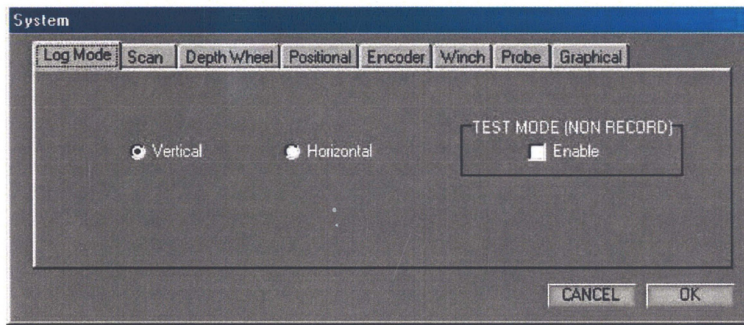 System
Log Mode Scan Depth Wheel Positional Encoder Winch Probe Graphical
TEST MODE (NON RECORD)
Vertical Horizontal Enable
CANCEL OK